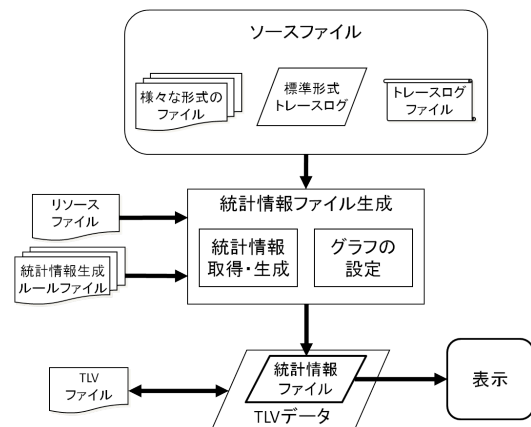 ソースファイル
様々な形式の
ファイル
標準形式
トレースログ
トレースログ
ファイル
リソース
ファイル
統計情報生成
ルールファイル
統計情報ファイル生成
統計情報
取得・生成
グラフの
設定
TLV
ファイル
統計情報
ファイル
TLVデータ
表示